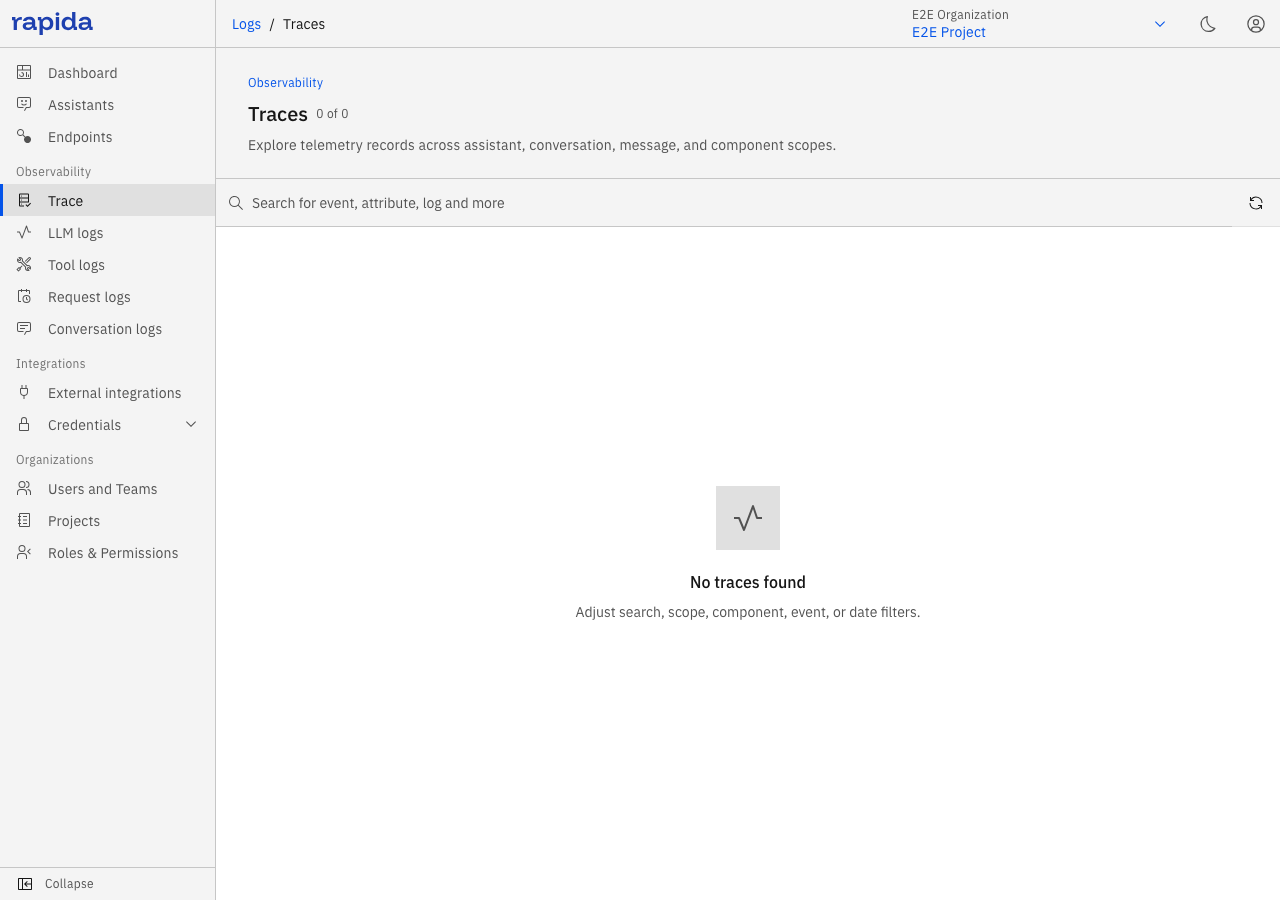 rapida
Logs / Traces
E2E Organization
E2E Project
Dashboard
Assistants
Endpoints
Observability
Trace
LLM logs
Tool logs
Request logs
Conversation logs
Integrations
External integrations
Credentials
Organizations
Users and Teams
Projects
Roles & Permissions
Collapse
Observability
Traces 0 of 0
Explore telemetry records across assistant, conversation, message, and component scopes.
Search for event, attribute, log and more
No traces found
Adjust search, scope, component, event, or date filters.